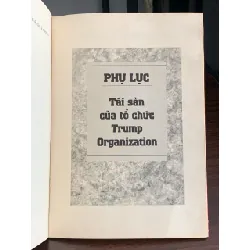 PHỤ LỤC
Tài sản
của tổ chức
Trump
Organization